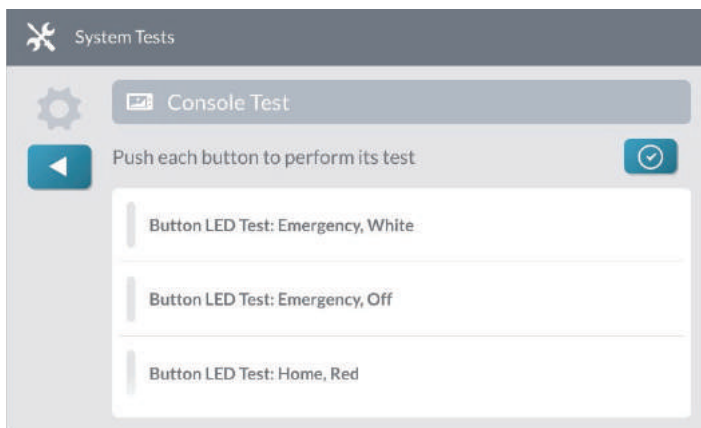 System Tests
Console Test
Push each button to perform its test
Button LED Test: Emergency, White
Button LED Test: Emergency, Off
Button LED Test: Home, Red